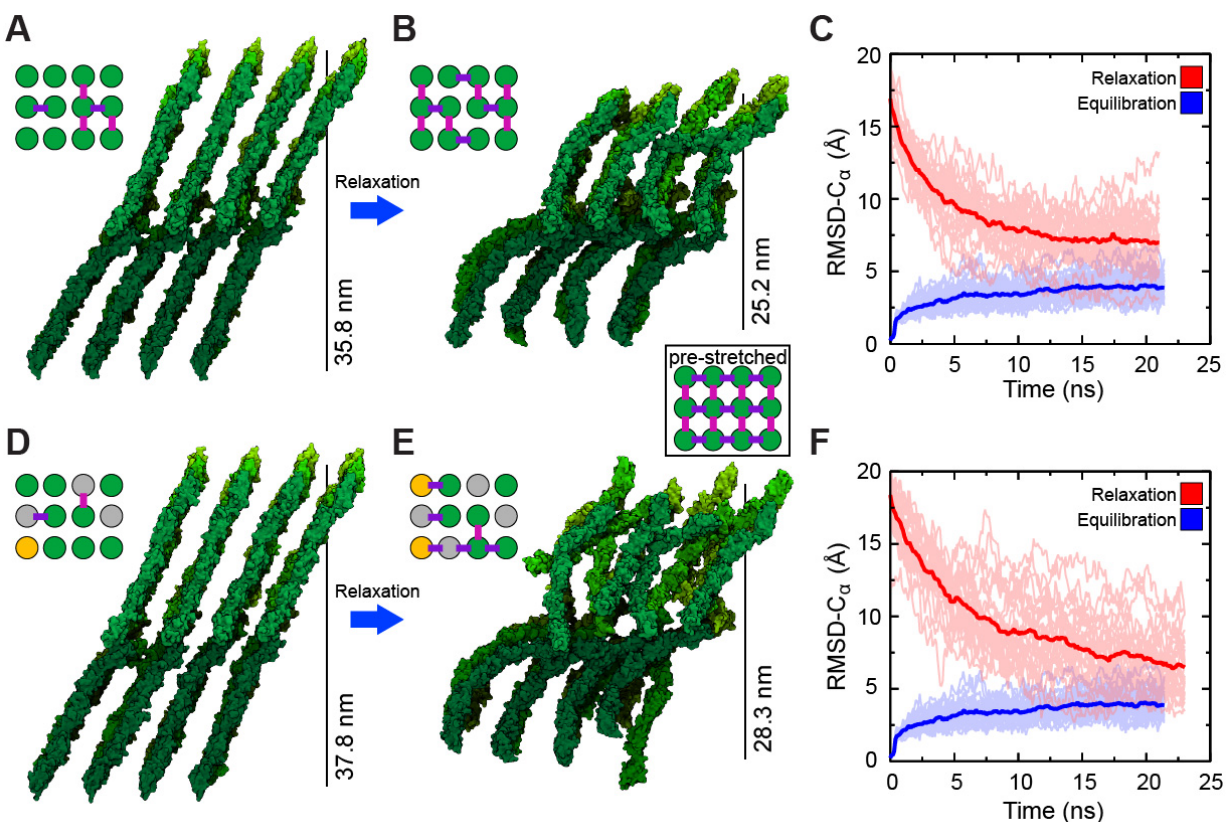 A
35.8 nm
Relaxation
B
25.2 nm
C
20
15
10
5
0
RMSD-Cα (Å)
Relaxation
Equilibration
0
5
10
15
20
25
Time (ns)
pre-stretched
D
37.8 nm
Relaxation
E
28.3 nm
F
20
15
10
5
0
RMSD-Cα (Å)
Relaxation
Equilibration
0
5
10
15
20
25
Time (ns)